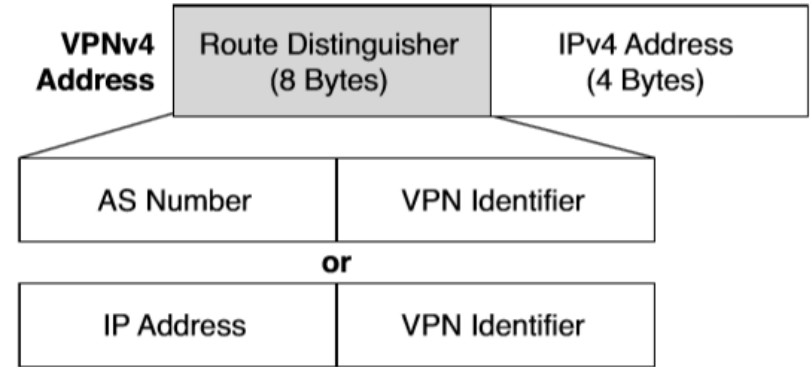 VPNv4
Address
Route Distinguisher
(8 Bytes)
IPv4 Address
(4 Bytes)
AS Number
VPN Identifier
or
IP Address
VPN Identifier